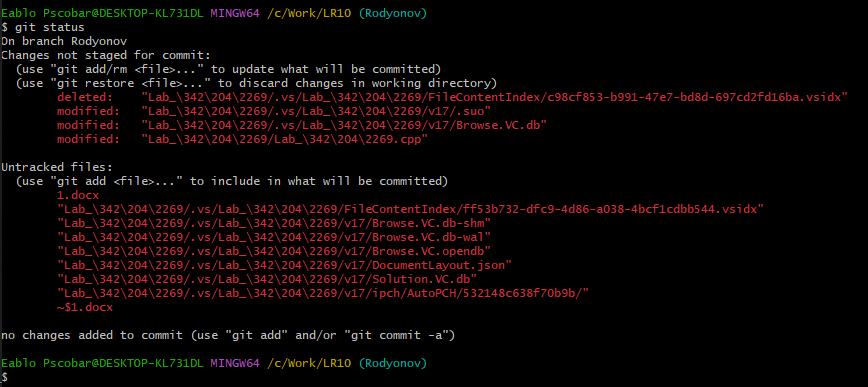 Eablo Pscobar@DESKTOP-KL731DL MINGW64 /c/Work/LR10 (Rodyonov)
$ git status
On branch Rodyonov
Changes not staged for commit:
  (use "git add/rm <file>..." to update what will be committed)
  (use "git restore <file>..." to discard changes in working directory)
        deleted:    "Lab_\342\204\2269/.vs/Lab_\342\204\2269/FileContentIndex/c98cf853-b991-47e7-bd8d-697cd2fd16ba.vsidx"
        modified:   "Lab_\342\204\2269/.vs/Lab_\342\204\2269/v17/.suo"
        modified:   "Lab_\342\204\2269/.vs/Lab_\342\204\2269/v17/Browse.VC.db"
        modified:   "Lab_\342\204\2269/Lab_\342\204\2269.cpp"

Untracked files:
  (use "git add <file>..." to include in what will be committed)
        1.docx
        "Lab_\342\204\2269/.vs/Lab_\342\204\2269/FileContentIndex/ff53b732-dfc9-4d86-a038-4bcf1cdbb544.vsidx"
        "Lab_\342\204\2269/.vs/Lab_\342\204\2269/v17/Browse.VC.db-shm"
        "Lab_\342\204\2269/.vs/Lab_\342\204\2269/v17/Browse.VC.db-wal"
        "Lab_\342\204\2269/.vs/Lab_\342\204\2269/v17/Browse.VC.opendb"
        "Lab_\342\204\2269/.vs/Lab_\342\204\2269/v17/DocumentLayout.json"
        "Lab_\342\204\2269/.vs/Lab_\342\204\2269/v17/Solution.VC.db"
        "Lab_\342\204\2269/.vs/Lab_\342\204\2269/v17/ipch/AutoPCH/532148c638f70b9b/"
        ~$1.docx

no changes added to commit (use "git add" and/or "git commit -a")

Eablo Pscobar@DESKTOP-KL731DL MINGW64 /c/Work/LR10 (Rodyonov)
$